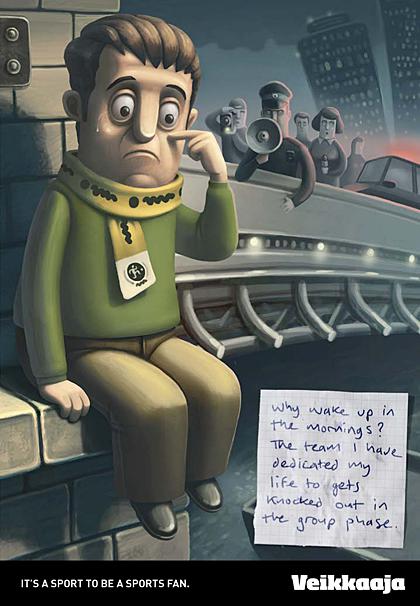 Why wake up in
the mornings?
The team I have
dedicated my
life to gets
knocked out in
the group phase.
IT'S A SPORT TO BE A SPORTS FAN.
Veikkaaja